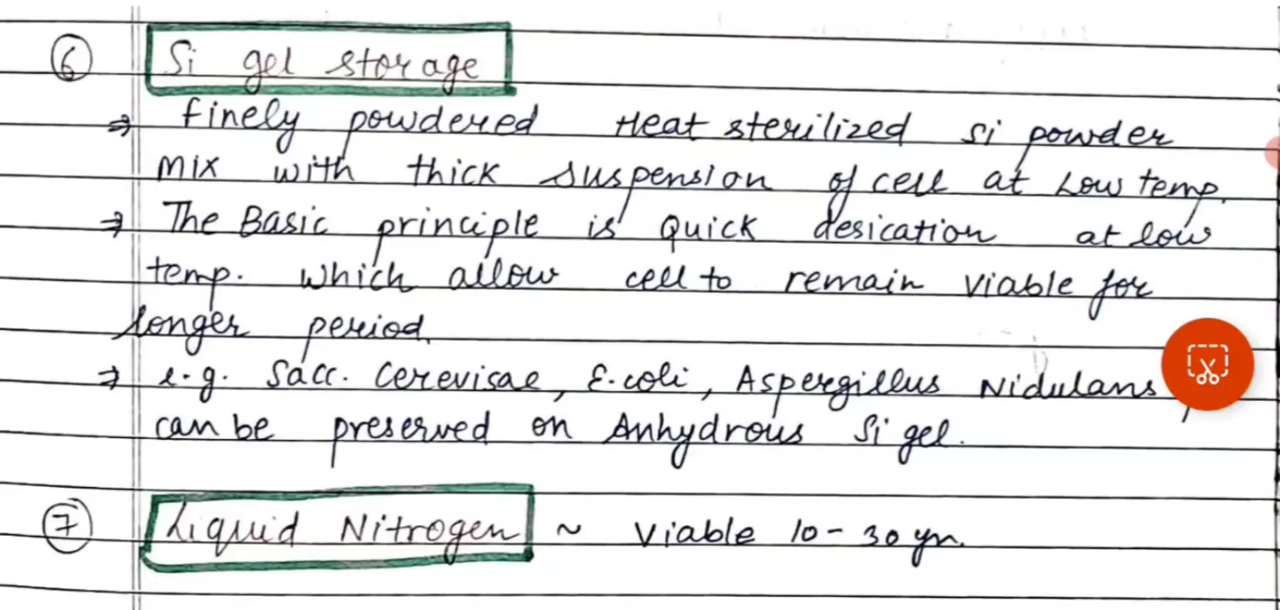 6 Si gel storage
⇒ finely powdered Heat sterilized si powder
mix with thick suspension of cell at Low temp.
⇒ The Basic principle is Quick desication at low
temp. which allow cell to remain viable for
longer period.
⇒ e.g. Sacc. Cerevisae, E.coli, Aspergillus Nidulans,
can be preserved on Anhydrous Si gel.
7 Liquid Nitrogen ~ Viable 10-30 yr.